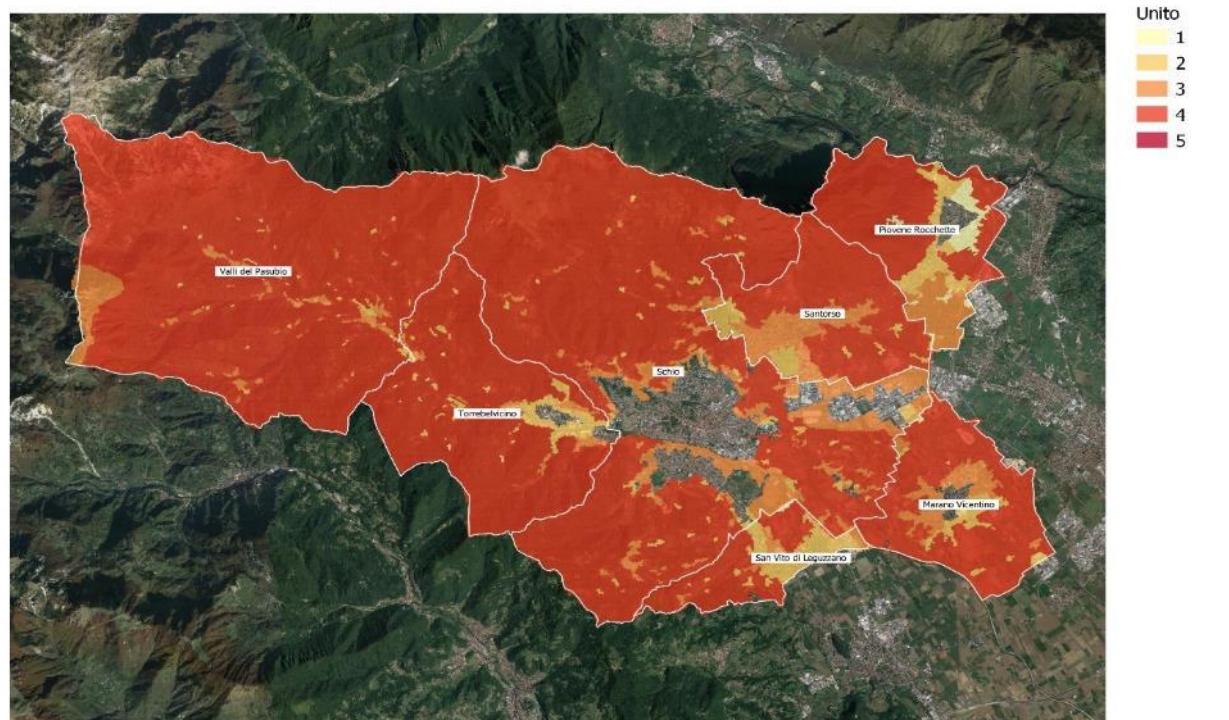 Unito
1
2
3
4
5
Piovene Rocchette
Valli del Pasubio
Santorso
Schio
Torrebelvicino
Marano Vicentino
San Vito di Leguzzano